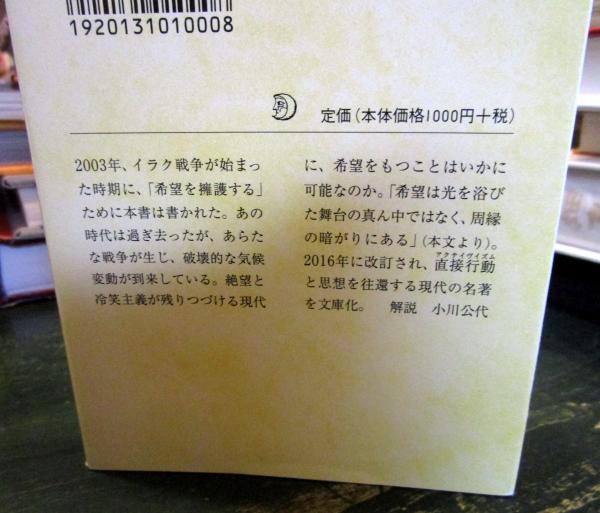 1920131010008
定価(本体価格1000円+税)
2003年、イラク戦争が始まっ
た時期に、「希望を擁護する」
ために本書は書かれた。あの
時代は過ぎ去ったが、あらた
な戦争が生じ、破壊的な気候
変動が到来している。絶望と
冷笑主義が残りつづける現代
に、希望をもつことはいかに
可能なのか。「希望は光を浴び
た舞台の真ん中ではなく、周縁
の暗がりにある」(本文より)。
アクティヴィズム
2016年に改訂され、直接行動
と思想を往還する現代の名著
を文庫化。 解説 小川公代